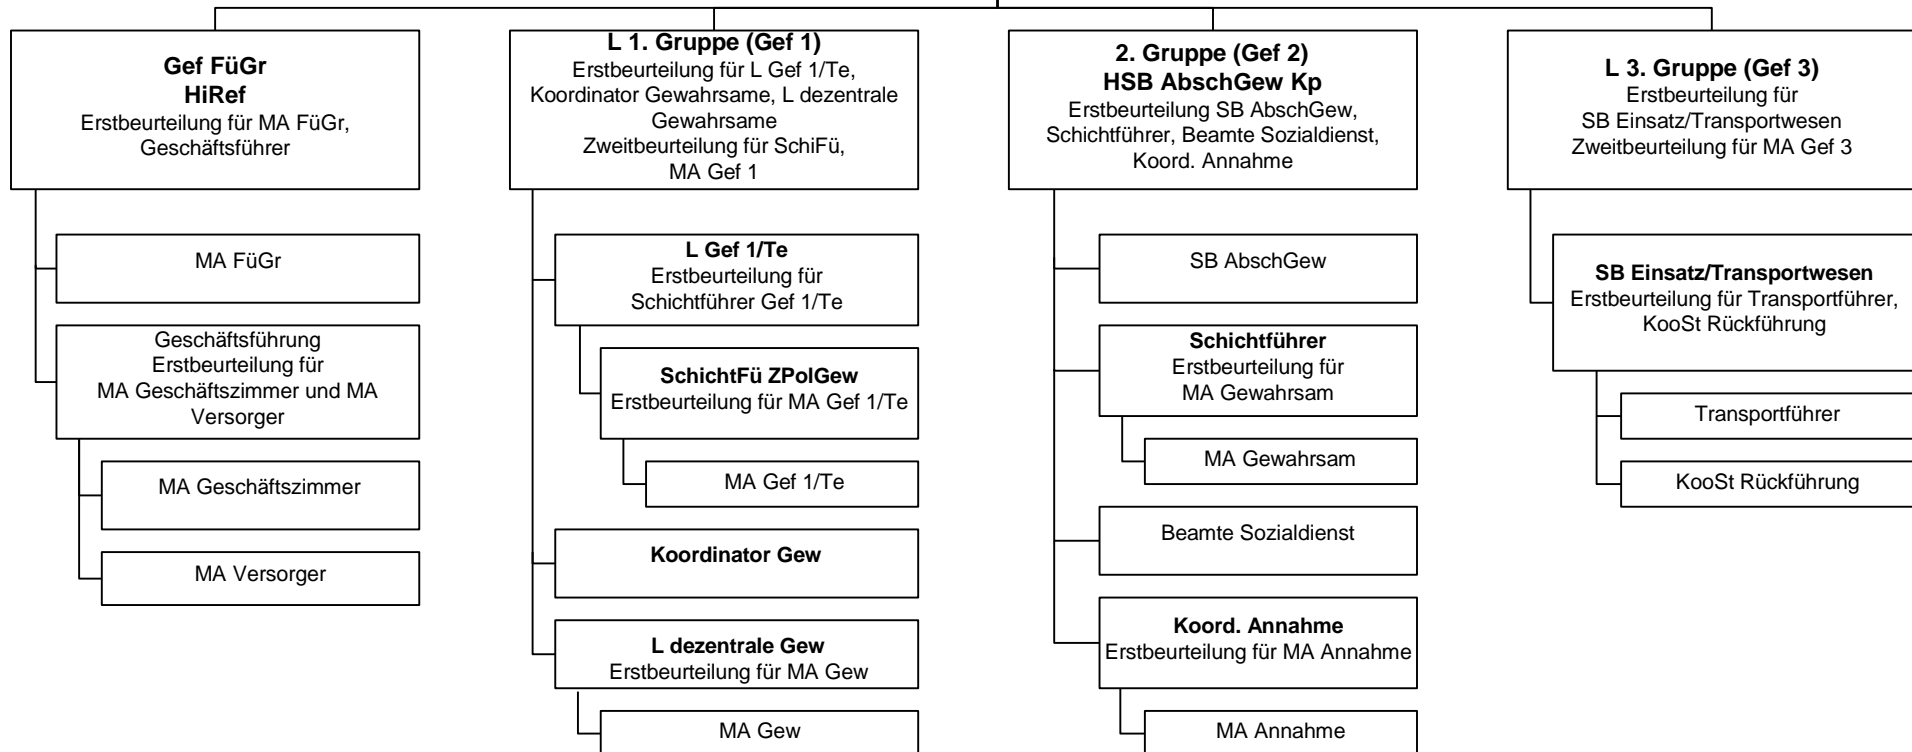 Gef FüGr
HiRef
Erstbeurteilung für MA FüGr,
Geschäftsführer
MA FüGr
Geschäftsführung
Erstbeurteilung für
MA Geschäftszimmer und MA
Versorger
MA Geschäftszimmer
MA Versorger
L 1. Gruppe (Gef 1)
Erstbeurteilung für L Gef 1/Te,
Koordinator Gewahrsame, L dezentrale
Gewahrsame
Zweitbeurteilung für SchiFü,
MA Gef 1
L Gef 1/Te
Erstbeurteilung für
Schichtführer Gef 1/Te
SchichtFü ZPolGew
Erstbeurteilung für MA Gef 1/Te
MA Gef 1/Te
Koordinator Gew
L dezentrale Gew
Erstbeurteilung für MA Gew
MA Gew
2. Gruppe (Gef 2)
HSB AbschGew Kp
Erstbeurteilung SB AbschGew,
Schichtführer, Beamte Sozialdienst,
Koord. Annahme
SB AbschGew
Schichtführer
Erstbeurteilung für
MA Gewahrsam
MA Gewahrsam
Beamte Sozialdienst
Koord. Annahme
Erstbeurteilung für MA Annahme
MA Annahme
L 3. Gruppe (Gef 3)
Erstbeurteilung für
SB Einsatz/Transportwesen
Zweitbeurteilung für MA Gef 3
SB Einsatz/Transportwesen
Erstbeurteilung für Transportführer,
KooSt Rückführung
Transportführer
KooSt Rückführung